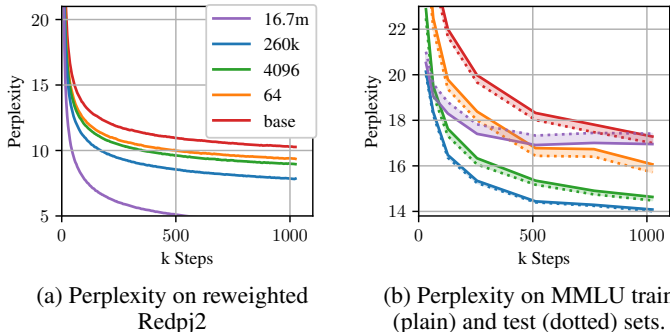 20
15
10
5
Perplexity
0
500
1000
k Steps
16.7m
260k
4096
64
base
22
20
18
16
14
Perplexity
0
500
1000
k Steps
(a) Perplexity on reweighted
Redpj2
(b) Perplexity on MMLU train
(plain) and test (dotted) sets.